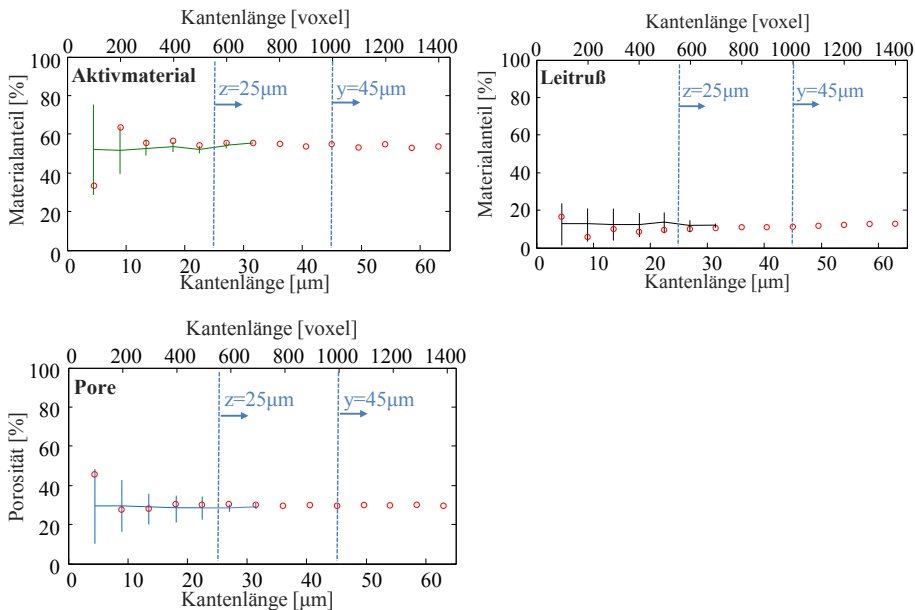 Kantenlänge [voxel]
0 200 400 600 800 1000 1200 1400
Aktivmaterial
Materialanteil [%]
100
80
60
40
20
0
z=25µm
y=45µm
0 10 20 30 40 50 60
Kantenlänge [µm]
Kantenlänge [voxel]
0 200 400 600 800 1000 1200 1400
Leitruß
Materialanteil [%]
100
80
60
40
20
0
z=25µm
y=45µm
0 10 20 30 40 50 60
Kantenlänge [µm]
Kantenlänge [voxel]
0 200 400 600 800 1000 1200 1400
Pore
Porosität [%]
100
80
60
40
20
0
z=25µm
y=45µm
0 10 20 30 40 50 60
Kantenlänge [µm]